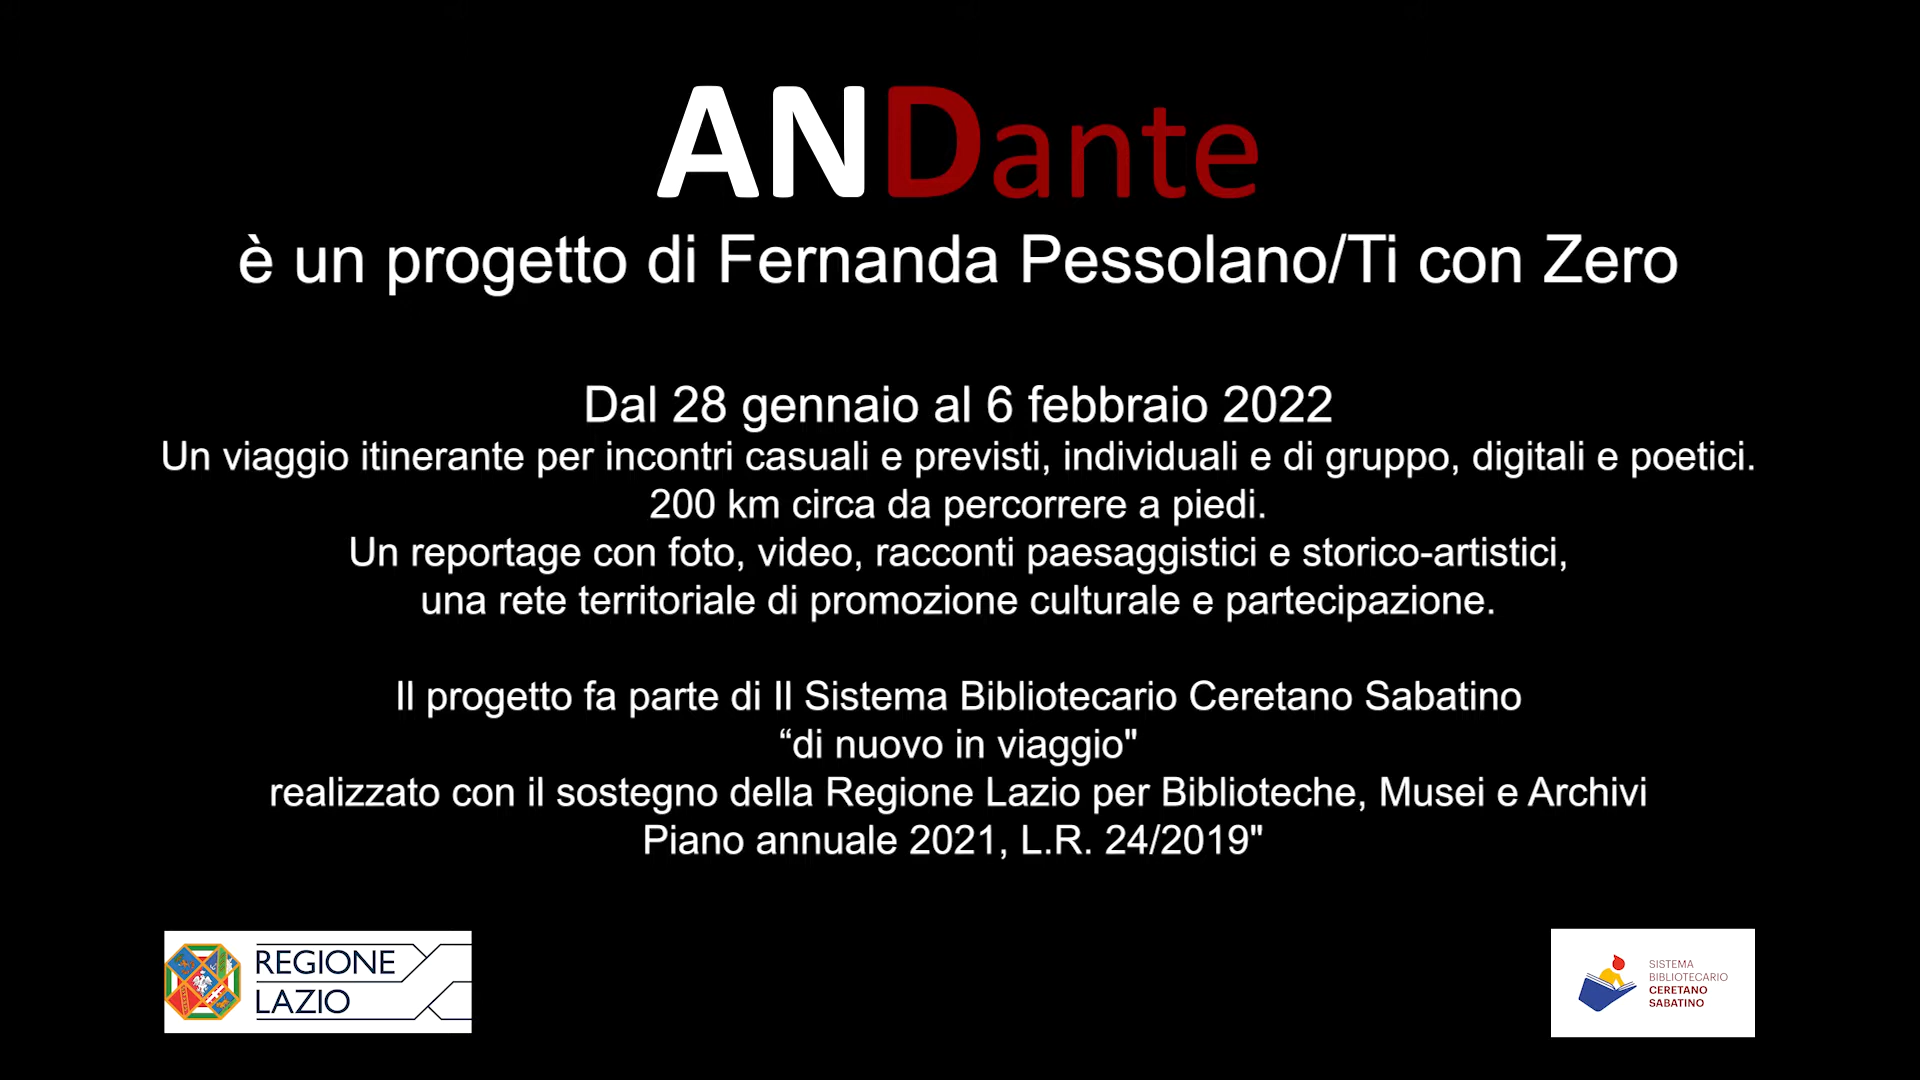 ANDante
è un progetto di Fernanda Pessolano/Ti con Zero
Dal 28 gennaio al 6 febbraio 2022
Un viaggio itinerante per incontri casuali e previsti, individuali e di gruppo, digitali e poetici.
200 km circa da percorrere a piedi.
Un reportage con foto, video, racconti paesaggistici e storico-artistici,
una rete territoriale di promozione culturale e partecipazione.
Il progetto fa parte di Il Sistema Bibliotecario Ceretano Sabatino
“di nuovo in viaggio"
realizzato con il sostegno della Regione Lazio per Biblioteche, Musei e Archivi
Piano annuale 2021, L.R. 24/2019"
REGIONE
LAZIO
SISTEMA
BIBLIOTECARIO
CERETANO
SABATINO